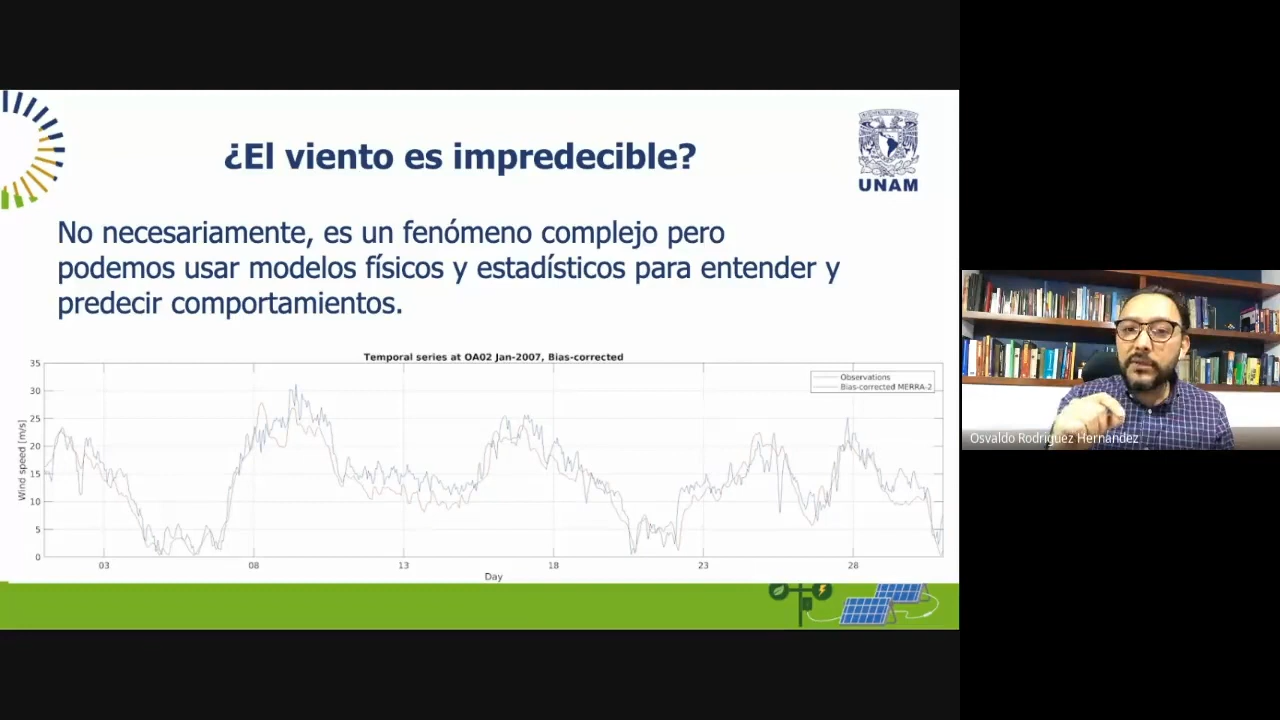 ¿El viento es impredecible?
UNAM
No necesariamente, es un fenómeno complejo pero
podemos usar modelos físicos y estadísticos para entender y
predecir comportamientos.
Temporal series at OA02 Jan-2007, Bias-corrected
Observations
Bias-corrected MERRA-2
Wind speed [m/s]
35
30
25
20
15
10
5
0
03 08 13 18 23 28
Day
Osvaldo Rodríguez Hernández